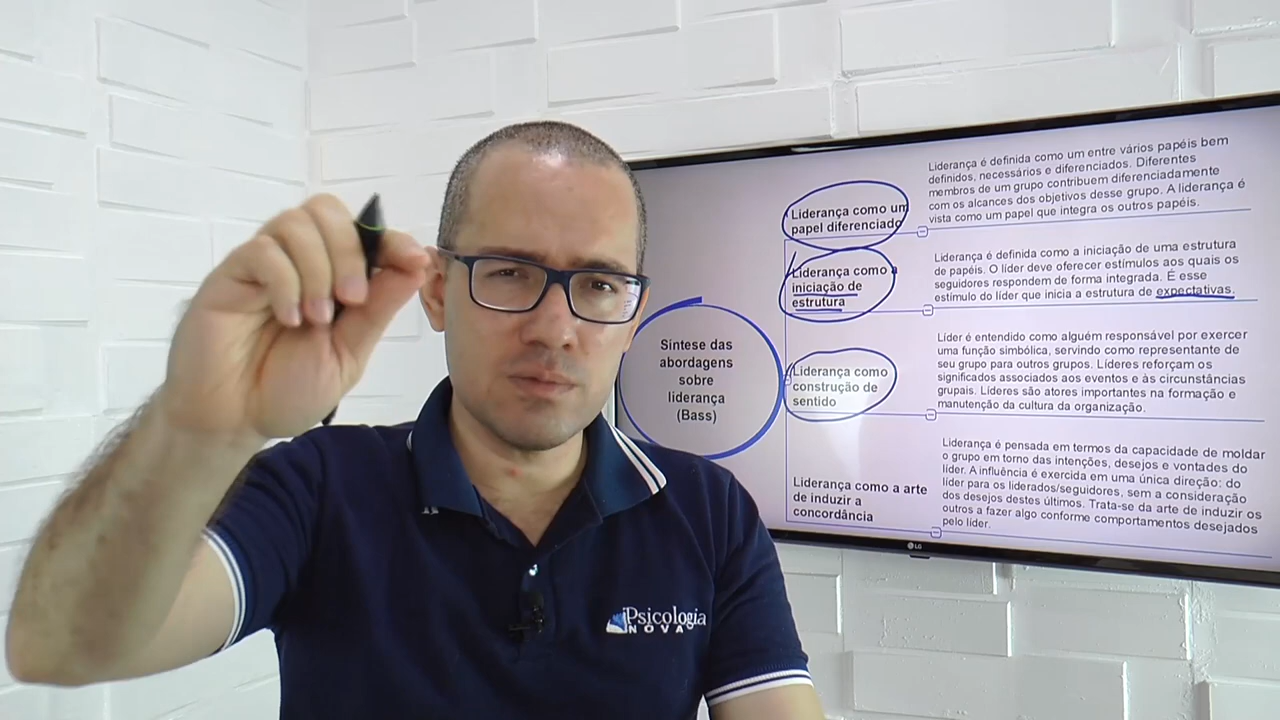 Síntese das
abordagens
sobre
liderança
(Bass)
Liderança como um
papel diferenciado
Liderança é definida como um entre vários papéis bem
definidos, necessários e diferenciados. Diferentes
membros de um grupo contribuem diferenciadamente
com os alcances dos objetivos desse grupo. A liderança é
vista como um papel que integra os outros papéis.
Liderança como a
iniciação de
estrutura
Liderança é definida como a iniciação de uma estrutura
de papéis. O líder deve oferecer estímulos aos quais os
seguidores respondem de forma integrada. É esse
estímulo do líder que inicia a estrutura de expectativas.
Liderança como
construção de
sentido
Líder é entendido como alguém responsável por exercer
uma função simbólica, servindo como representante de
seu grupo para outros grupos. Líderes reforçam os
significados associados aos eventos e às circunstâncias
grupais. Líderes são atores importantes na formação e
manutenção da cultura da organização.
Liderança como a arte
de induzir a
concordância
Liderança é pensada em termos da capacidade de moldar
o grupo em torno das intenções, desejos e vontades do
líder. A influência é exercida em uma única direção: do
líder para os liderados/seguidores, sem a consideração
dos desejos destes últimos. Trata-se da arte de induzir os
outros a fazer algo conforme comportamentos desejados
pelo líder.
LG
Psicologia
NOVA